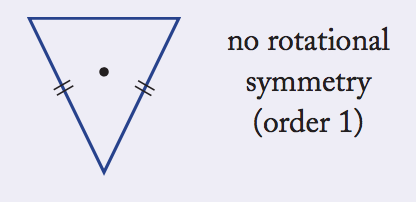 no rotational
symmetry
(order 1)